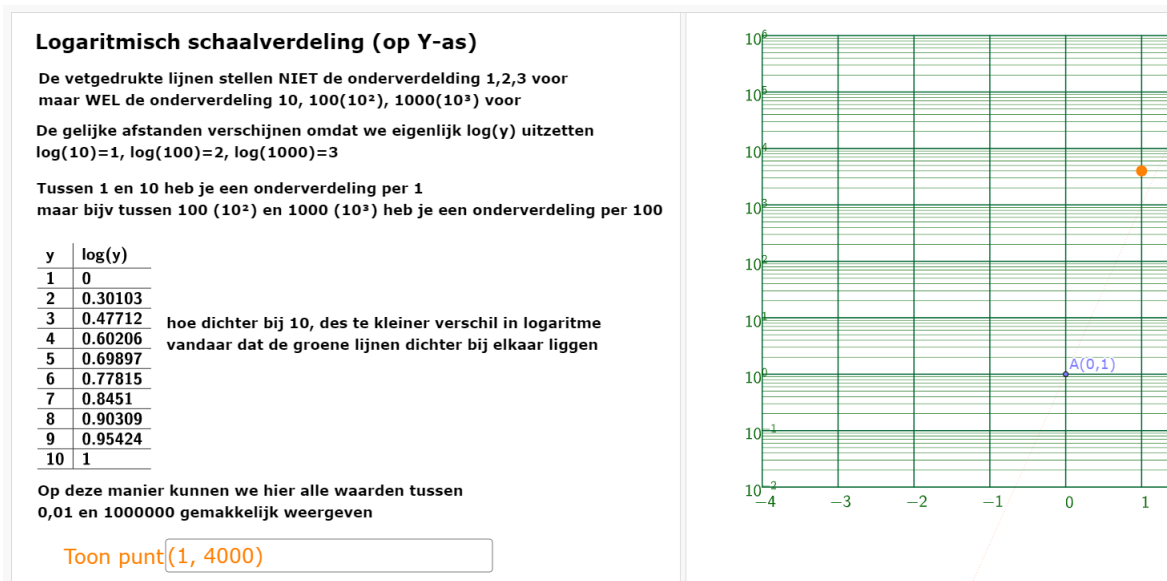 Logaritmisch schaalverdeling (op Y-as)
De vetgedrukte lijnen stellen NIET de onderverdelding 1,2,3 voor
maar WEL de onderverdeling 10, 100(10²), 1000(10³) voor
De gelijke afstanden verschijnen omdat we eigenlijk log(y) uitzetten
log(10)=1, log(100)=2, log(1000)=3
Tussen 1 en 10 heb je een onderverdeling per 1
maar bijv tussen 100 (10²) en 1000 (10³) heb je een onderverdeling per 100
y log(y)
1 0
2 0.30103
3 0.47712
4 0.60206
5 0.69897
6 0.77815
7 0.8451
8 0.90309
9 0.95424
10 1
hoe dichter bij 10, des te kleiner verschil in logaritme
vandaar dat de groene lijnen dichter bij elkaar liggen
Op deze manier kunnen we hier alle waarden tussen
0,01 en 1000000 gemakkelijk weergeven
Toon punt (1, 4000)
10⁶
10⁵
10⁴
10³
10²
10¹
10⁰
10⁻¹
10⁻²
A(0,1)
−4 −3 −2 −1 0 1